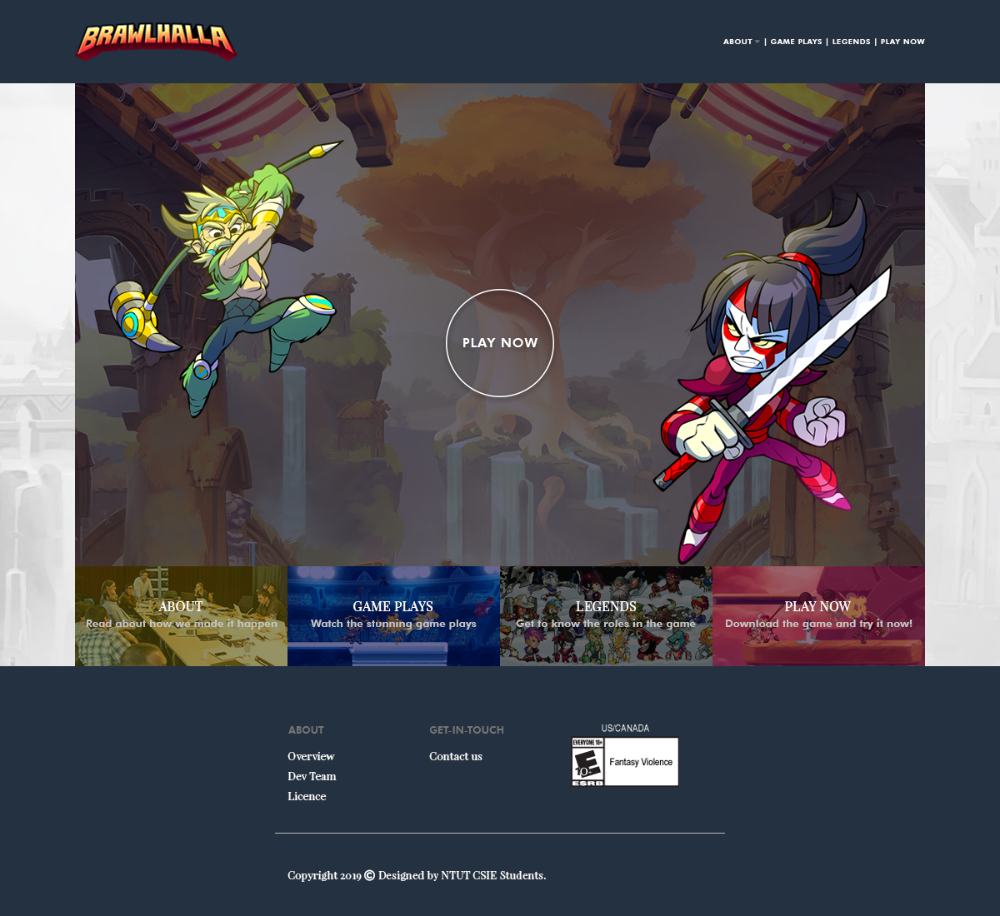 BRAWLHALLA
ABOUT | GAME PLAYS | LEGENDS | PLAY NOW
PLAY NOW
ABOUT
Read about how we made it happen
GAME PLAYS
Watch the stunning game plays
LEGENDS
Get to know the roles in the game
PLAY NOW
Download the game and try it now!
ABOUT
Overview
Dev Team
Licence
GET-IN-TOUCH
Contact us
US/CANADA
EVERYONE 10+
E
10+
ESRB
Fantasy Violence
Copyright 2019 © Designed by NTUT CSIE Students.